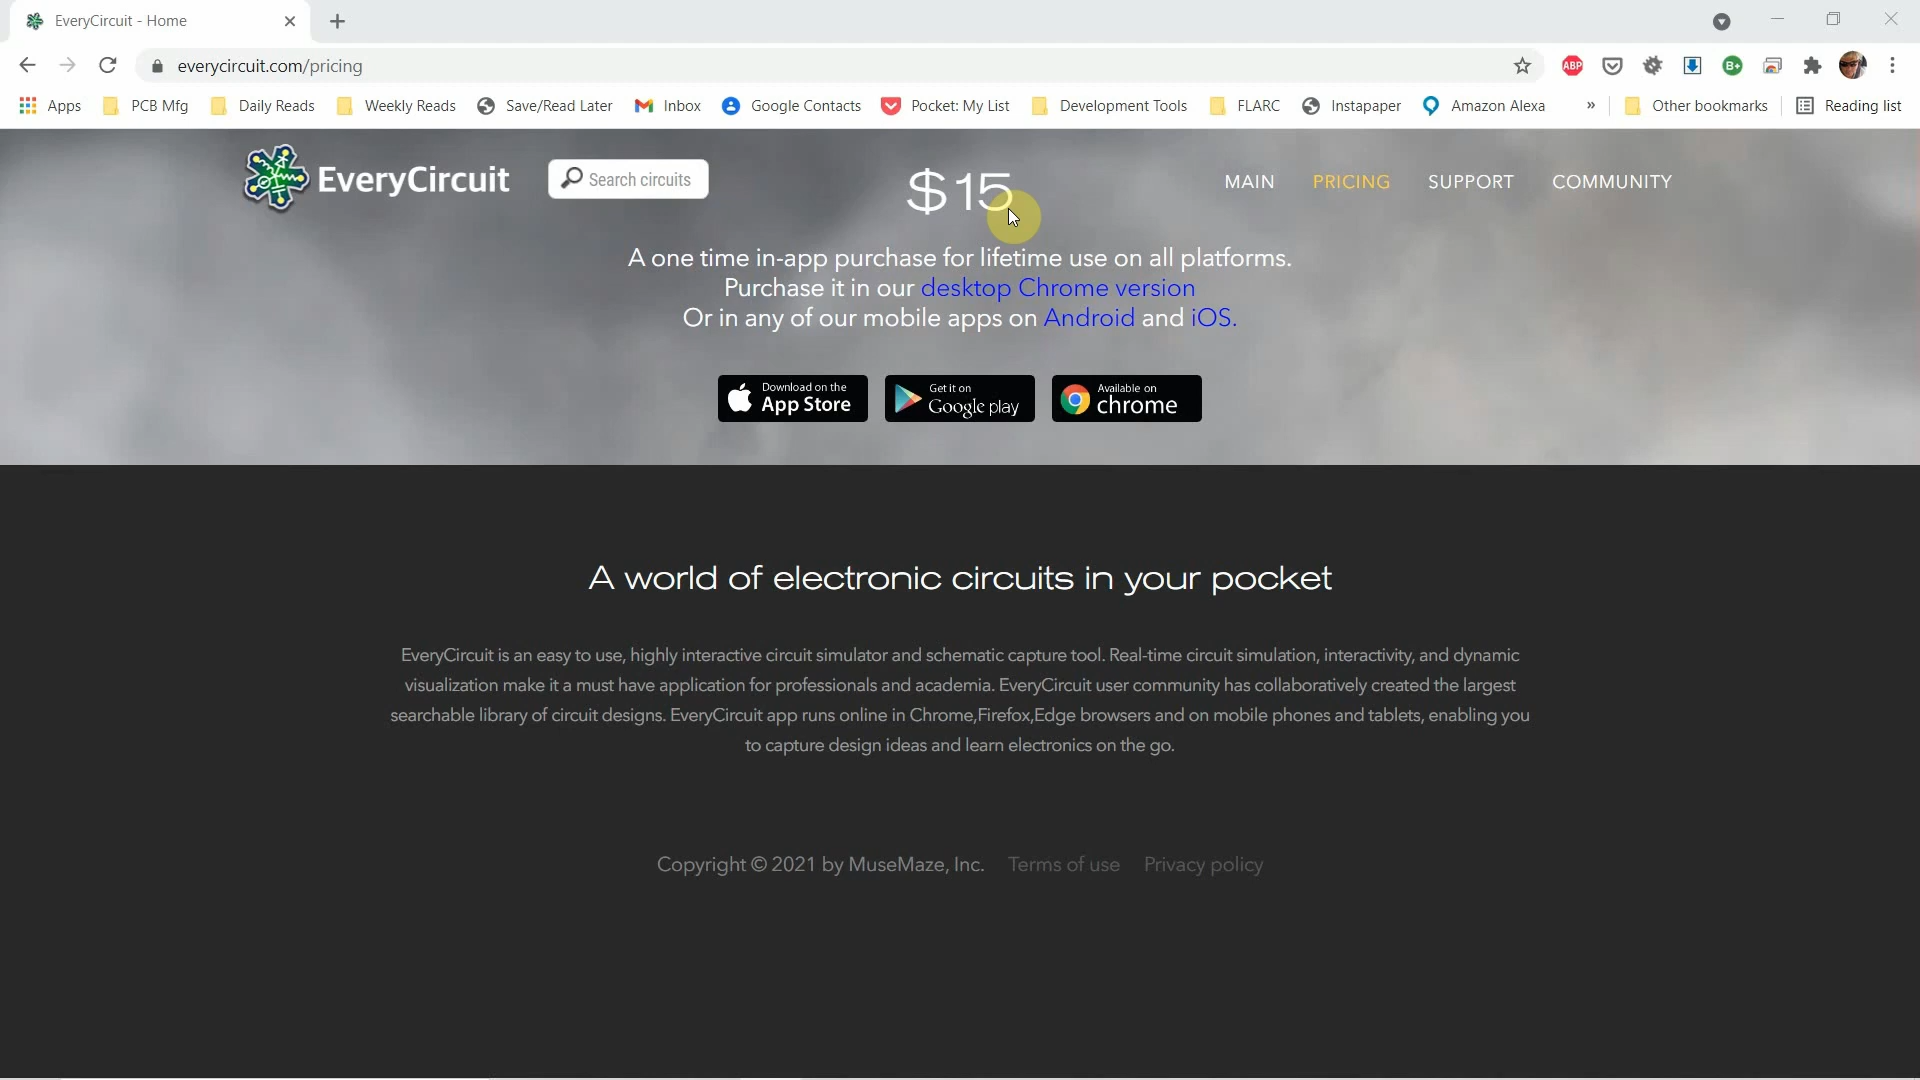 EveryCircuit - Home
everycircuit.com/pricing
ABP
B+
Apps
PCB Mfg
Daily Reads
Weekly Reads
Save/Read Later
Inbox
Google Contacts
Pocket: My List
Development Tools
FLARC
Instapaper
Amazon Alexa
»
Other bookmarks
Reading list
EveryCircuit
Search circuits
$15
MAIN
PRICING
SUPPORT
COMMUNITY
A one time in-app purchase for lifetime use on all platforms.
Purchase it in our desktop Chrome version
Or in any of our mobile apps on Android and iOS.
Download on the
App Store
Get it on
Google play
Available on
chrome
A world of electronic circuits in your pocket
EveryCircuit is an easy to use, highly interactive circuit simulator and schematic capture tool. Real-time circuit simulation, interactivity, and dynamic
visualization make it a must have application for professionals and academia. EveryCircuit user community has collaboratively created the largest
searchable library of circuit designs. EveryCircuit app runs online in Chrome,Firefox,Edge browsers and on mobile phones and tablets, enabling you
to capture design ideas and learn electronics on the go.
Copyright © 2021 by MuseMaze, Inc. Terms of use Privacy policy